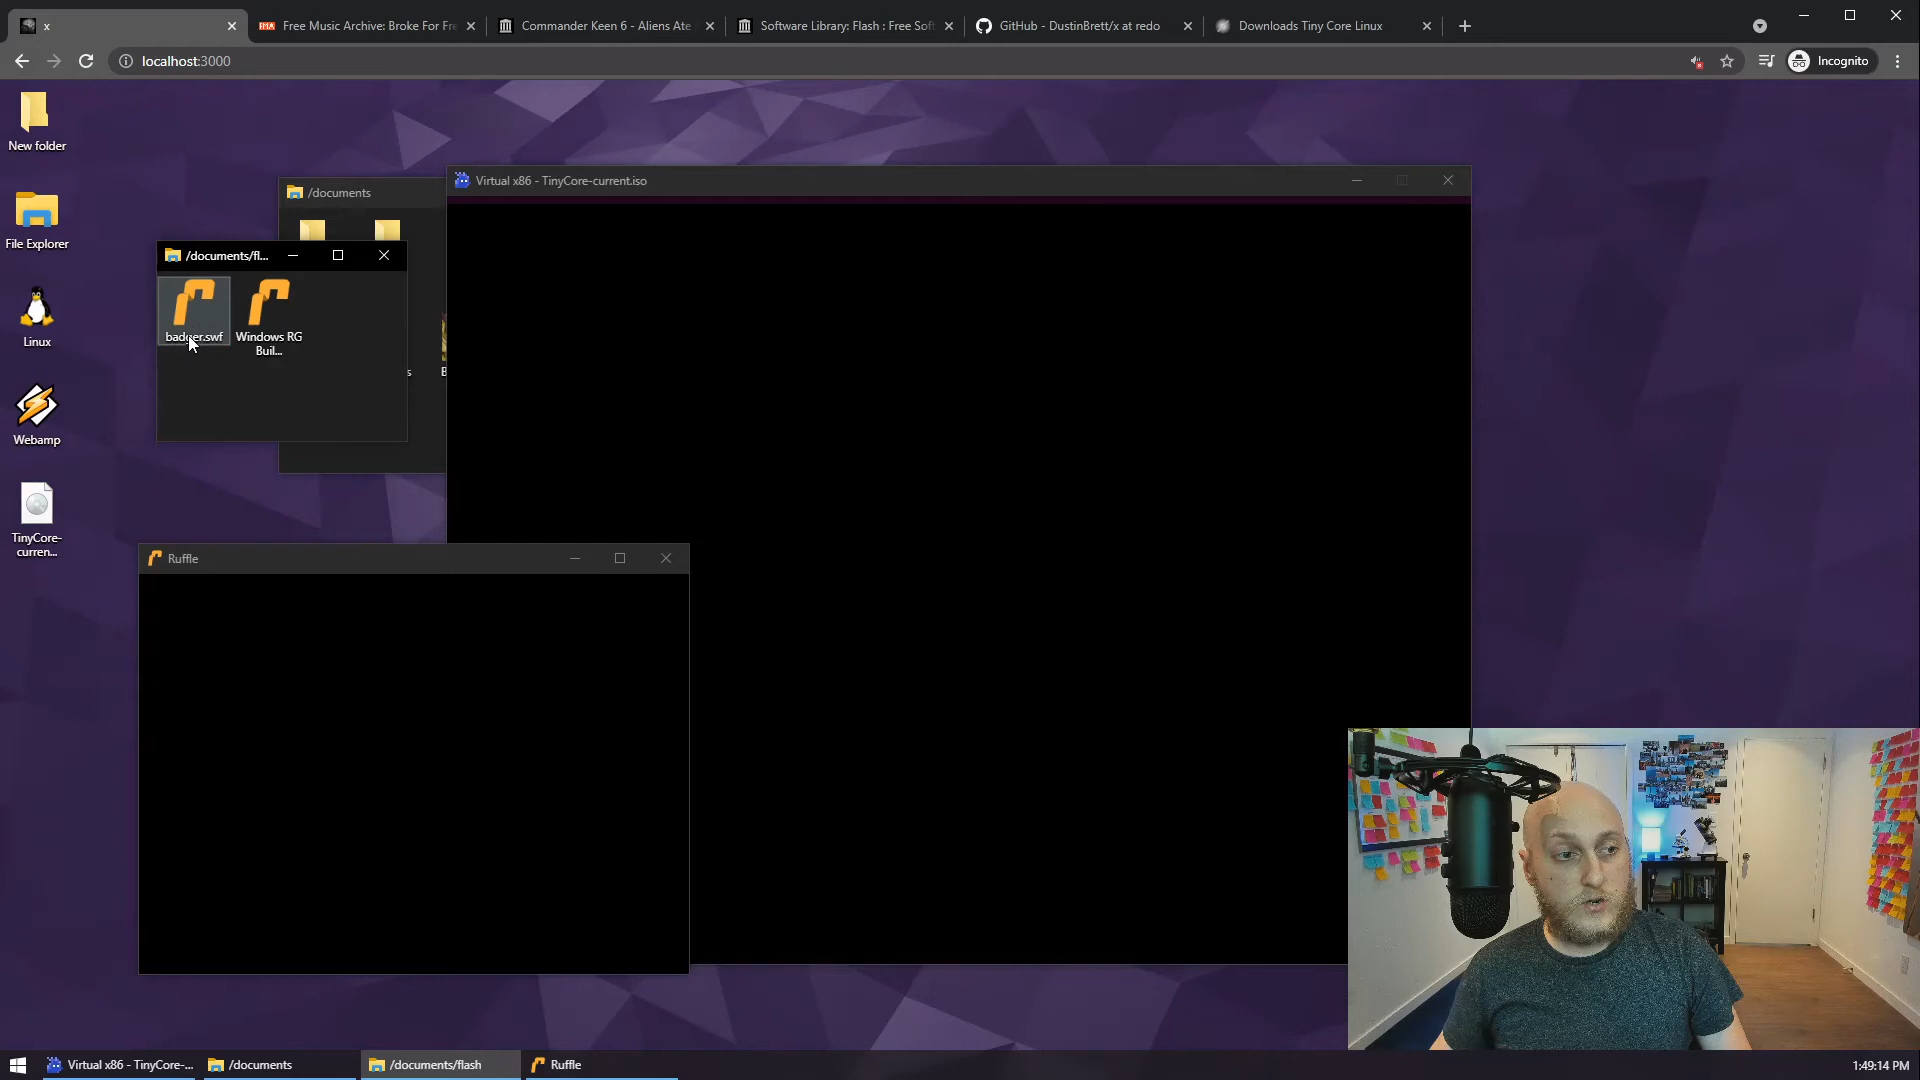 x
Free Music Archive: Broke For Fre
Commander Keen 6 - Aliens Ate
Software Library: Flash : Free Soft
GitHub - DustinBrett/x at redo
Downloads Tiny Core Linux
localhost:3000
Incognito
New folder
File Explorer
Linux
Webamp
TinyCore-
curren...
/documents
Virtual x86 - TinyCore-current.iso
/documents/fl...
badger.swf
Windows RG
Buil...
s
B
Ruffle
Virtual x86 - TinyCore-...
/documents
/documents/flash
Ruffle
1:49:14 PM